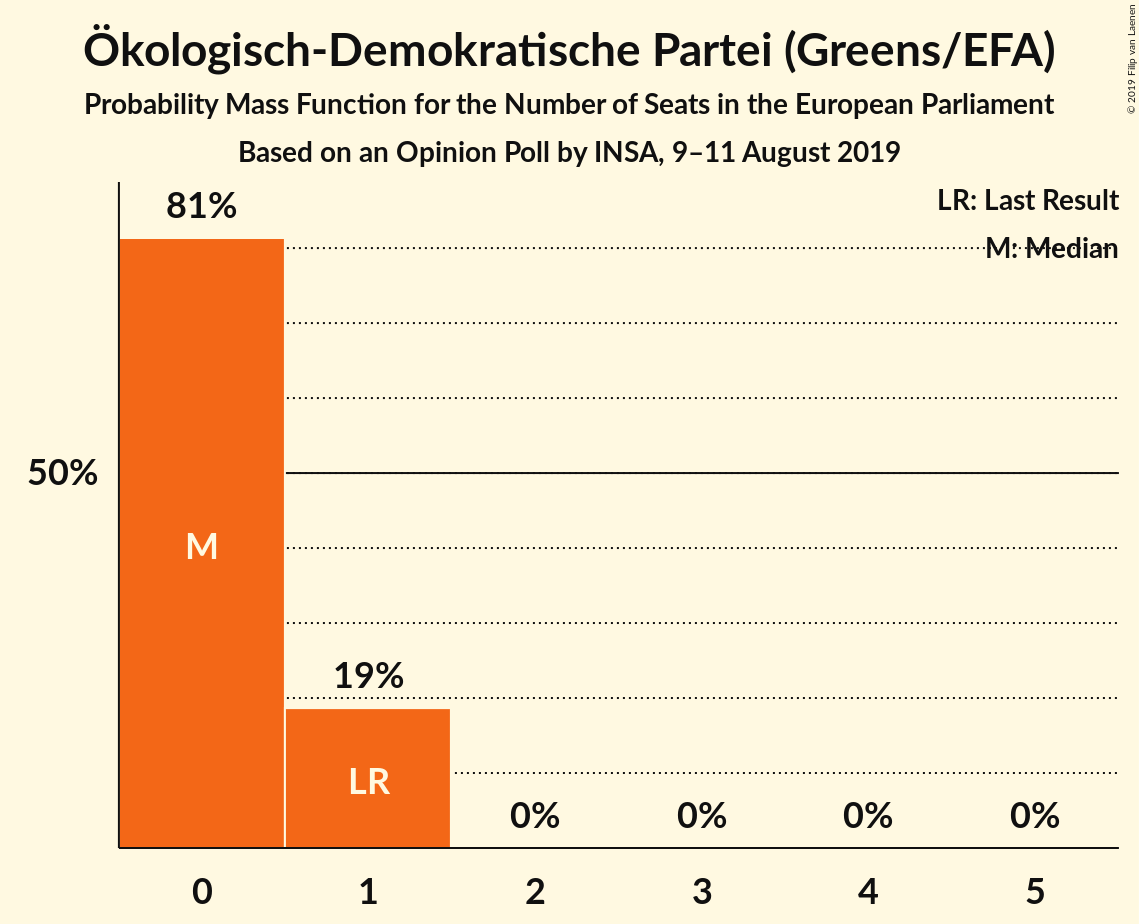 Ökologisch-Demokratische Partei (Greens/EFA)
Probability Mass Function for the Number of Seats in the European Parliament
Based on an Opinion Poll by INSA, 9–11 August 2019
© 2019 Filip van Laenen
LR: Last Result
M: Median
81%
50%
M
19%
LR
0%
0%
0%
0%
0
1
2
3
4
5